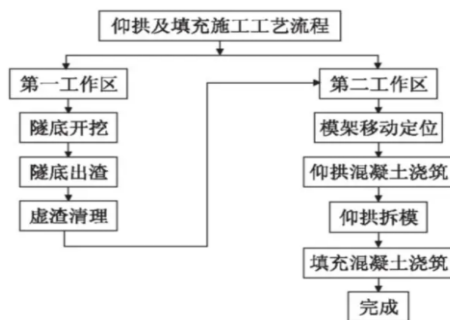 仰拱及填充施工工艺流程
第一工作区
隧底开挖
隧底出渣
虚渣清理
第二工作区
模架移动定位
仰拱混凝土浇筑
仰拱拆模
填充混凝土浇筑
完成